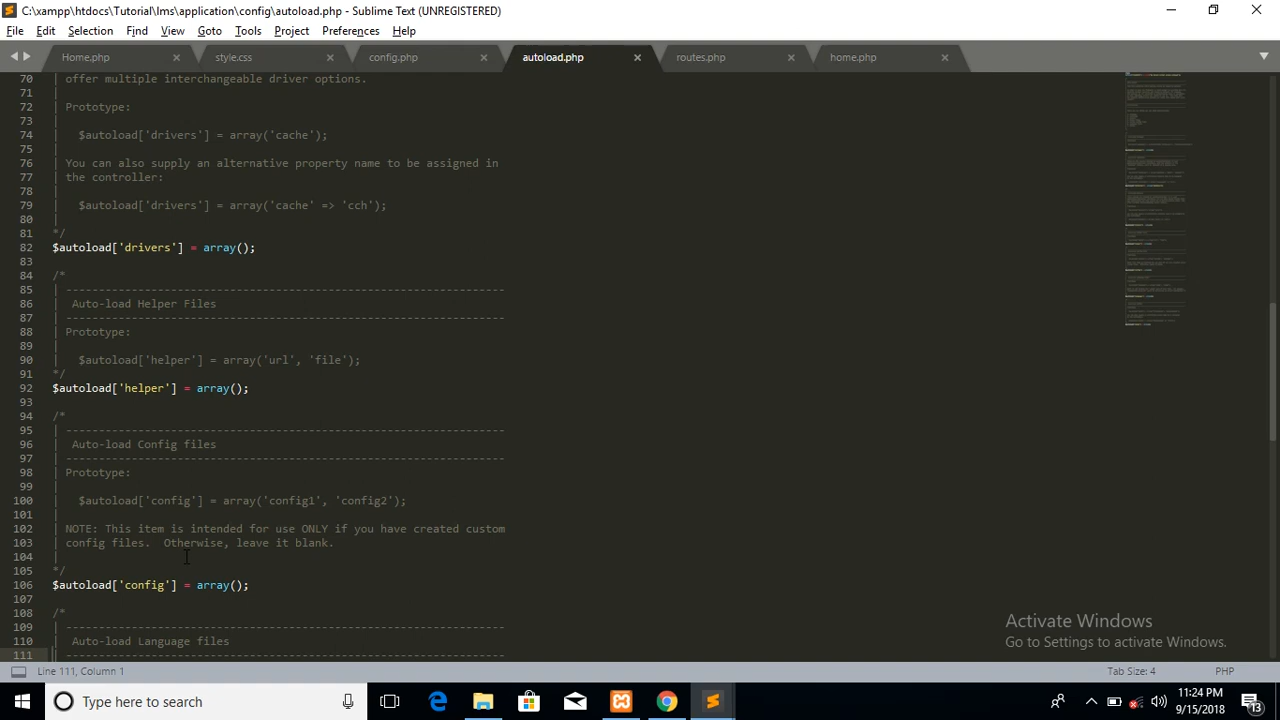 C:\xampp\htdocs\Tutorial\lms\application\config\autoload.php - Sublime Text (UNREGISTERED)
File Edit Selection Find View Goto Tools Project Preferences Help
Home.php style.css config.php autoload.php routes.php home.php
70 | offer multiple interchangeable driver options.
71 |
72 | Prototype:
73 |
74 |   $autoload['drivers'] = array('cache');
75 |
76 | You can also supply an alternative property name to be assigned in
77 | the controller:
78 |
79 |   $autoload['drivers'] = array('cache' => 'cch');
80 |
81 */
82 $autoload['drivers'] = array();
83
84 /*
85 | -------------------------------------------------------------------
86 |  Auto-load Helper Files
87 | -------------------------------------------------------------------
88 | Prototype:
89 |
90 |   $autoload['helper'] = array('url', 'file');
91 */
92 $autoload['helper'] = array();
93
94 /*
95 | -------------------------------------------------------------------
96 |  Auto-load Config files
97 | -------------------------------------------------------------------
98 | Prototype:
99 |
100 |   $autoload['config'] = array('config1', 'config2');
101 |
102 | NOTE: This item is intended for use ONLY if you have created custom
103 | config files.  Otherwise, leave it blank.
104 |
105 */
106 $autoload['config'] = array();
107
108 /*
109 | -------------------------------------------------------------------
110 |  Auto-load Language files
111 | -------------------------------------------------------------------
Activate Windows
Go to Settings to activate Windows.
Line 111, Column 1 Tab Size: 4 PHP
Type here to search
11:24 PM
9/15/2018
13